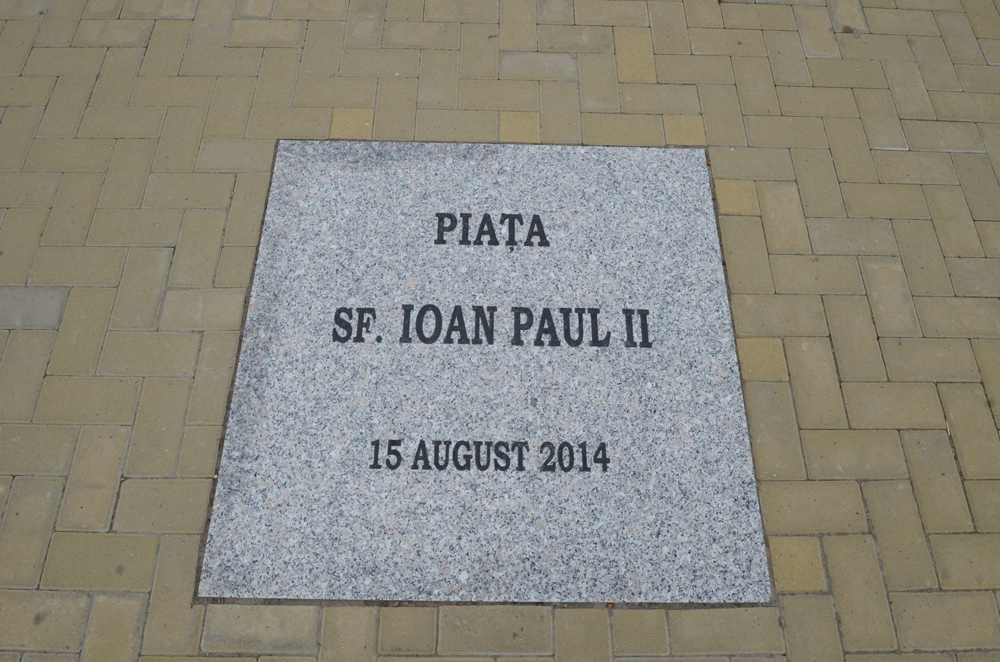 PIAȚA
SF. IOAN PAUL II
15 AUGUST 2014